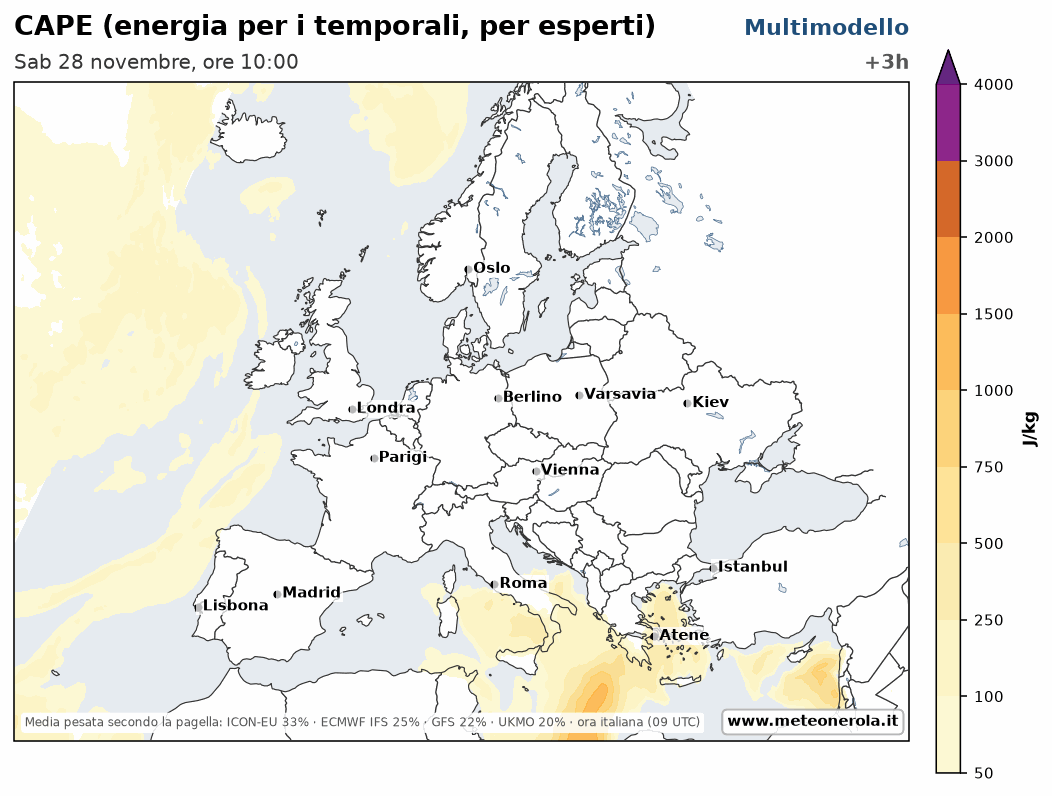 CAPE (energia per i temporali, per esperti)
Multimodello
Sab 28 novembre, ore 10:00
+3h
4000
3000
2000
1500
1000
750
500
250
100
50
J/kg
Oslo
Londra
Berlino
Varsavia
Kiev
Parigi
Vienna
Istanbul
Roma
Madrid
Lisbona
Atene
Media pesata secondo la pagella: ICON-EU 33% · ECMWF IFS 25% · GFS 22% · UKMO 20% · ora italiana (09 UTC)
www.meteonerola.it